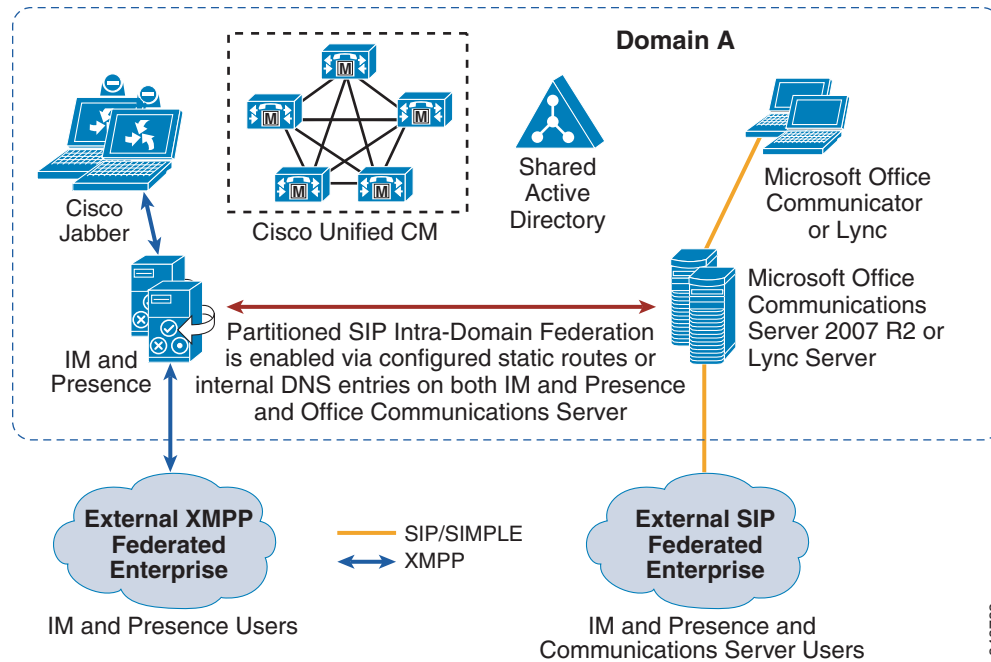 Domain A
M
M
M
M
M
Cisco
Jabber
Cisco Unified CM
Shared
Active
Directory
Microsoft Office
Communicator
or Lync
IM and
Presence
Partitioned SIP Intra-Domain Federation
is enabled via configured static routes or
internal DNS entries on both IM and Presence
and Office Communications Server
Microsoft Office
Communications
Server 2007 R2 or
Lync Server
External XMPP
Federated
Enterprise
SIP/SIMPLE
XMPP
External SIP
Federated
Enterprise
IM and Presence Users
IM and Presence and
Communications Server Users